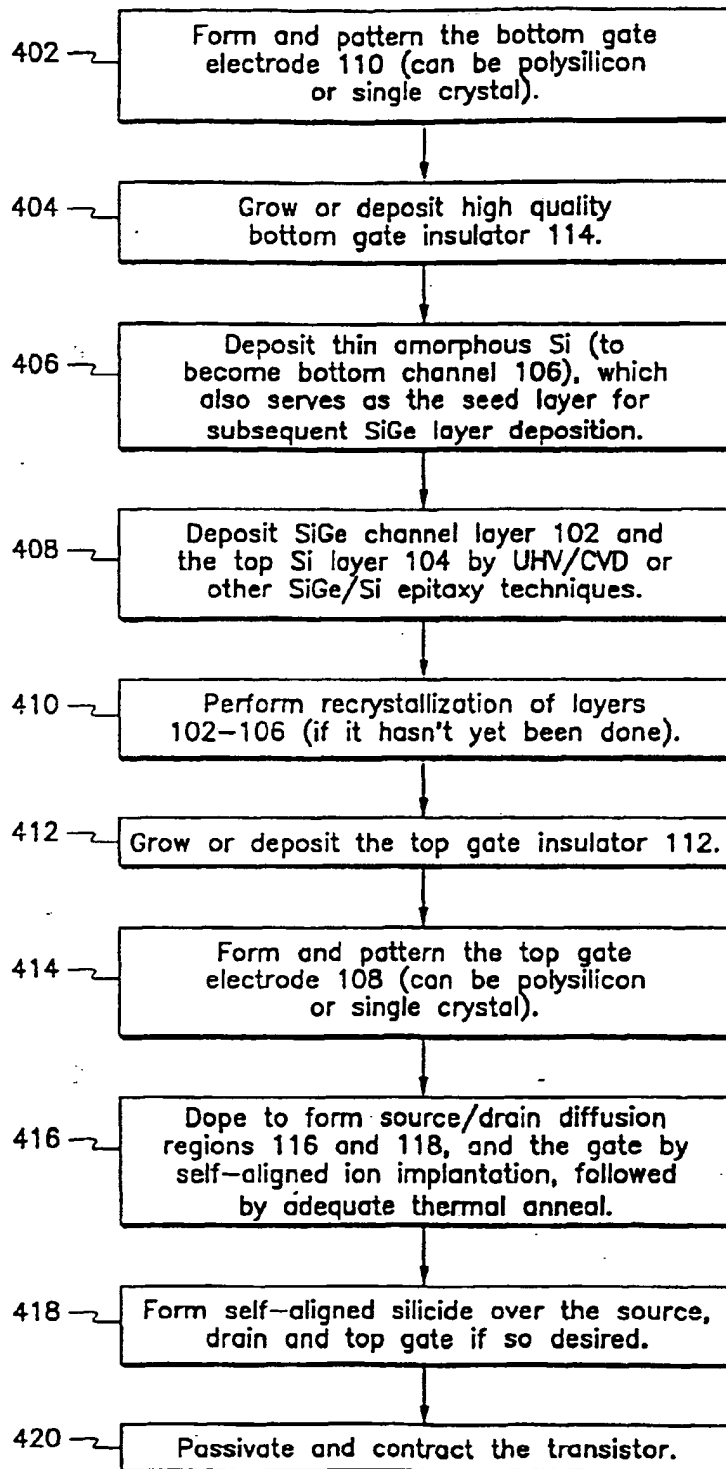 402
Form and pattern the bottom gate
electrode 110 (can be polysilicon
or single crystal).
404
Grow or deposit high quality
bottom gate insulator 114.
406
Deposit thin amorphous Si (to
become bottom channel 106), which
also serves as the seed layer for
subsequent SiGe layer deposition.
408
Deposit SiGe channel layer 102 and
the top Si layer 104 by UHV/CVD or
other SiGe/Si epitaxy techniques.
410
Perform recrystallization of layers
102-106 (if it hasn't yet been done).
412
Grow or deposit the top gate insulator 112.
414
Form and pattern the top gate
electrode 108 (can be polysilicon
or single crystal).
416
Dope to form source/drain diffusion
regions 116 and 118, and the gate by
self-aligned ion implantation, followed
by adequate thermal anneal.
418
Form self-aligned silicide over the source,
drain and top gate if so desired.
420
Passivate and contract the transistor.